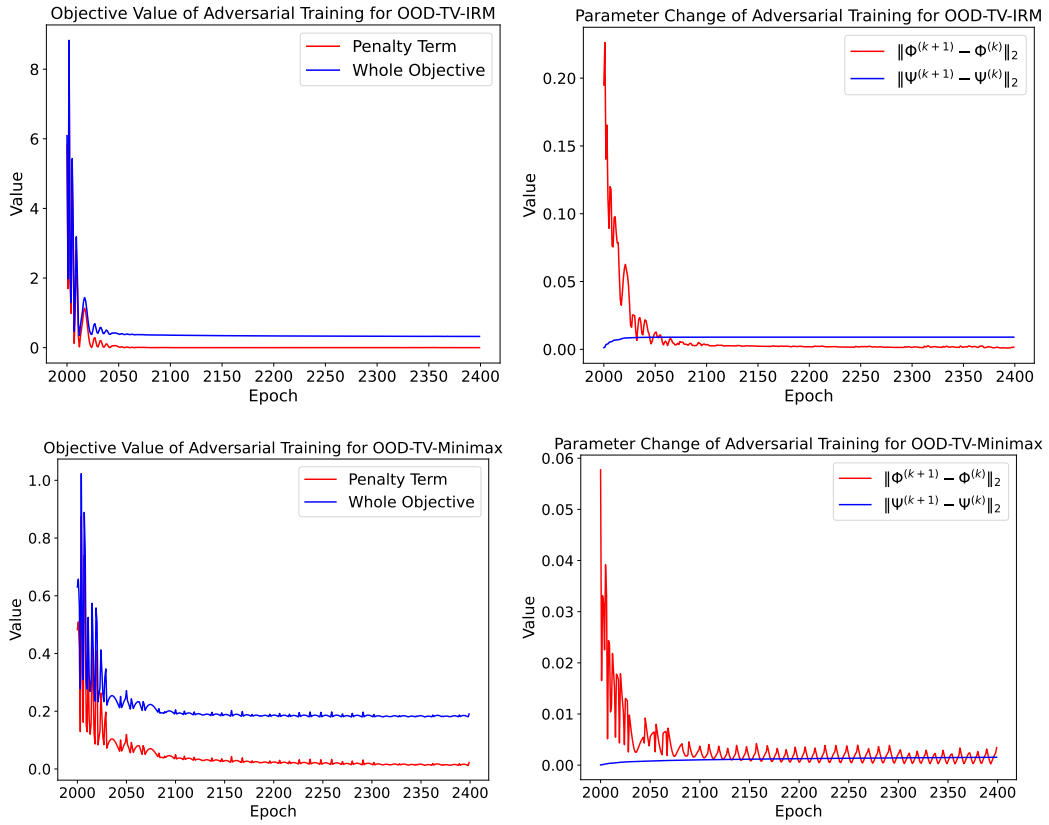 Objective Value of Adversarial Training for OOD-TV-IRM
Penalty Term
Whole Objective
Value
8
6
4
2
0
2000 2050 2100 2150 2200 2250 2300 2350 2400
Epoch
Parameter Change of Adversarial Training for OOD-TV-IRM
‖Φ^(k+1) − Φ^(k)‖₂
‖Ψ^(k+1) − Ψ^(k)‖₂
Value
0.20
0.15
0.10
0.05
0.00
2000 2050 2100 2150 2200 2250 2300 2350 2400
Epoch
Objective Value of Adversarial Training for OOD-TV-Minimax
Penalty Term
Whole Objective
Value
1.0
0.8
0.6
0.4
0.2
0.0
2000 2050 2100 2150 2200 2250 2300 2350 2400
Epoch
Parameter Change of Adversarial Training for OOD-TV-Minimax
‖Φ^(k+1) − Φ^(k)‖₂
‖Ψ^(k+1) − Ψ^(k)‖₂
Value
0.06
0.05
0.04
0.03
0.02
0.01
0.00
2000 2050 2100 2150 2200 2250 2300 2350 2400
Epoch